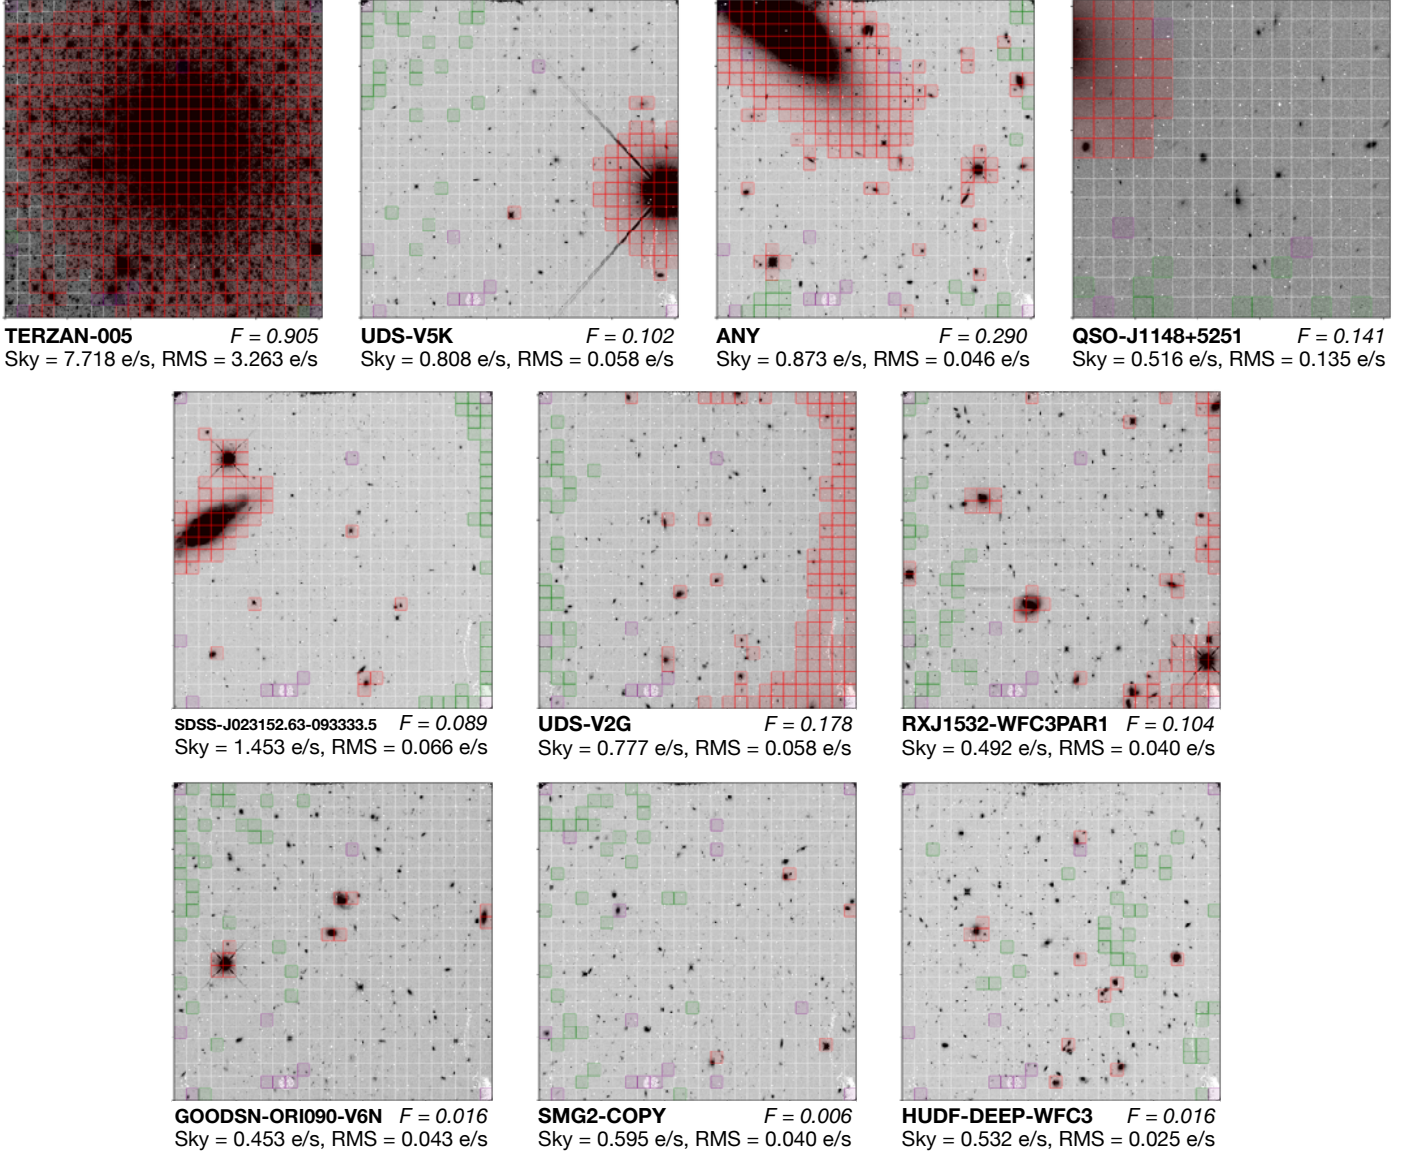 TERZAN-005 F = 0.905
Sky = 7.718 e/s, RMS = 3.263 e/s
UDS-V5K F = 0.102
Sky = 0.808 e/s, RMS = 0.058 e/s
ANY F = 0.290
Sky = 0.873 e/s, RMS = 0.046 e/s
QSO-J1148+5251 F = 0.141
Sky = 0.516 e/s, RMS = 0.135 e/s
SDSS-J023152.63-093333.5 F = 0.089
Sky = 1.453 e/s, RMS = 0.066 e/s
UDS-V2G F = 0.178
Sky = 0.777 e/s, RMS = 0.058 e/s
RXJ1532-WFC3PAR1 F = 0.104
Sky = 0.492 e/s, RMS = 0.040 e/s
GOODSN-ORI090-V6N F = 0.016
Sky = 0.453 e/s, RMS = 0.043 e/s
SMG2-COPY F = 0.006
Sky = 0.595 e/s, RMS = 0.040 e/s
HUDF-DEEP-WFC3 F = 0.016
Sky = 0.532 e/s, RMS = 0.025 e/s